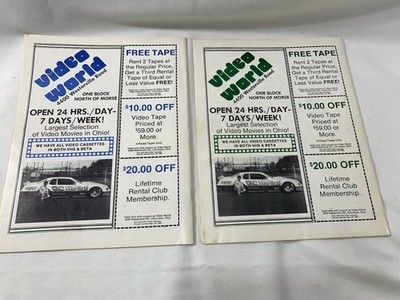 Video
World
4400 Westerville Road
ONE BLOCK
NORTH OF MORSE
OPEN 24 HRS./DAY-
7 DAYS/WEEK!
Largest Selection
of Video Movies in Ohio!
WE HAVE ALL VIDEO CASSETTES
IN BOTH VHS & BETA
FREE TAPE
Rent 2 Tapes at
the Regular Price,
Get a Third Rental
Tape of Equal or
Less Value FREE!
$10.00 OFF
Video Tape
Priced at
$59.00 or
More.
$20.00 OFF
Lifetime
Rental Club
Membership.
Video
World
4400 Westerville Road
ONE BLOCK
NORTH OF MORSE
OPEN 24 HRS./DAY-
7 DAYS/WEEK!
Largest Selection
of Video Movies in Ohio!
WE HAVE ALL VIDEO CASSETTES
IN BOTH VHS & BETA
FREE TAPE
Rent 2 Tapes at
the Regular Price,
Get a Third Rental
Tape of Equal or
Less Value FREE!
$10.00 OFF
Video Tape
Priced at
$59.00 or
More.
$20.00 OFF
Lifetime
Rental Club
Membership.